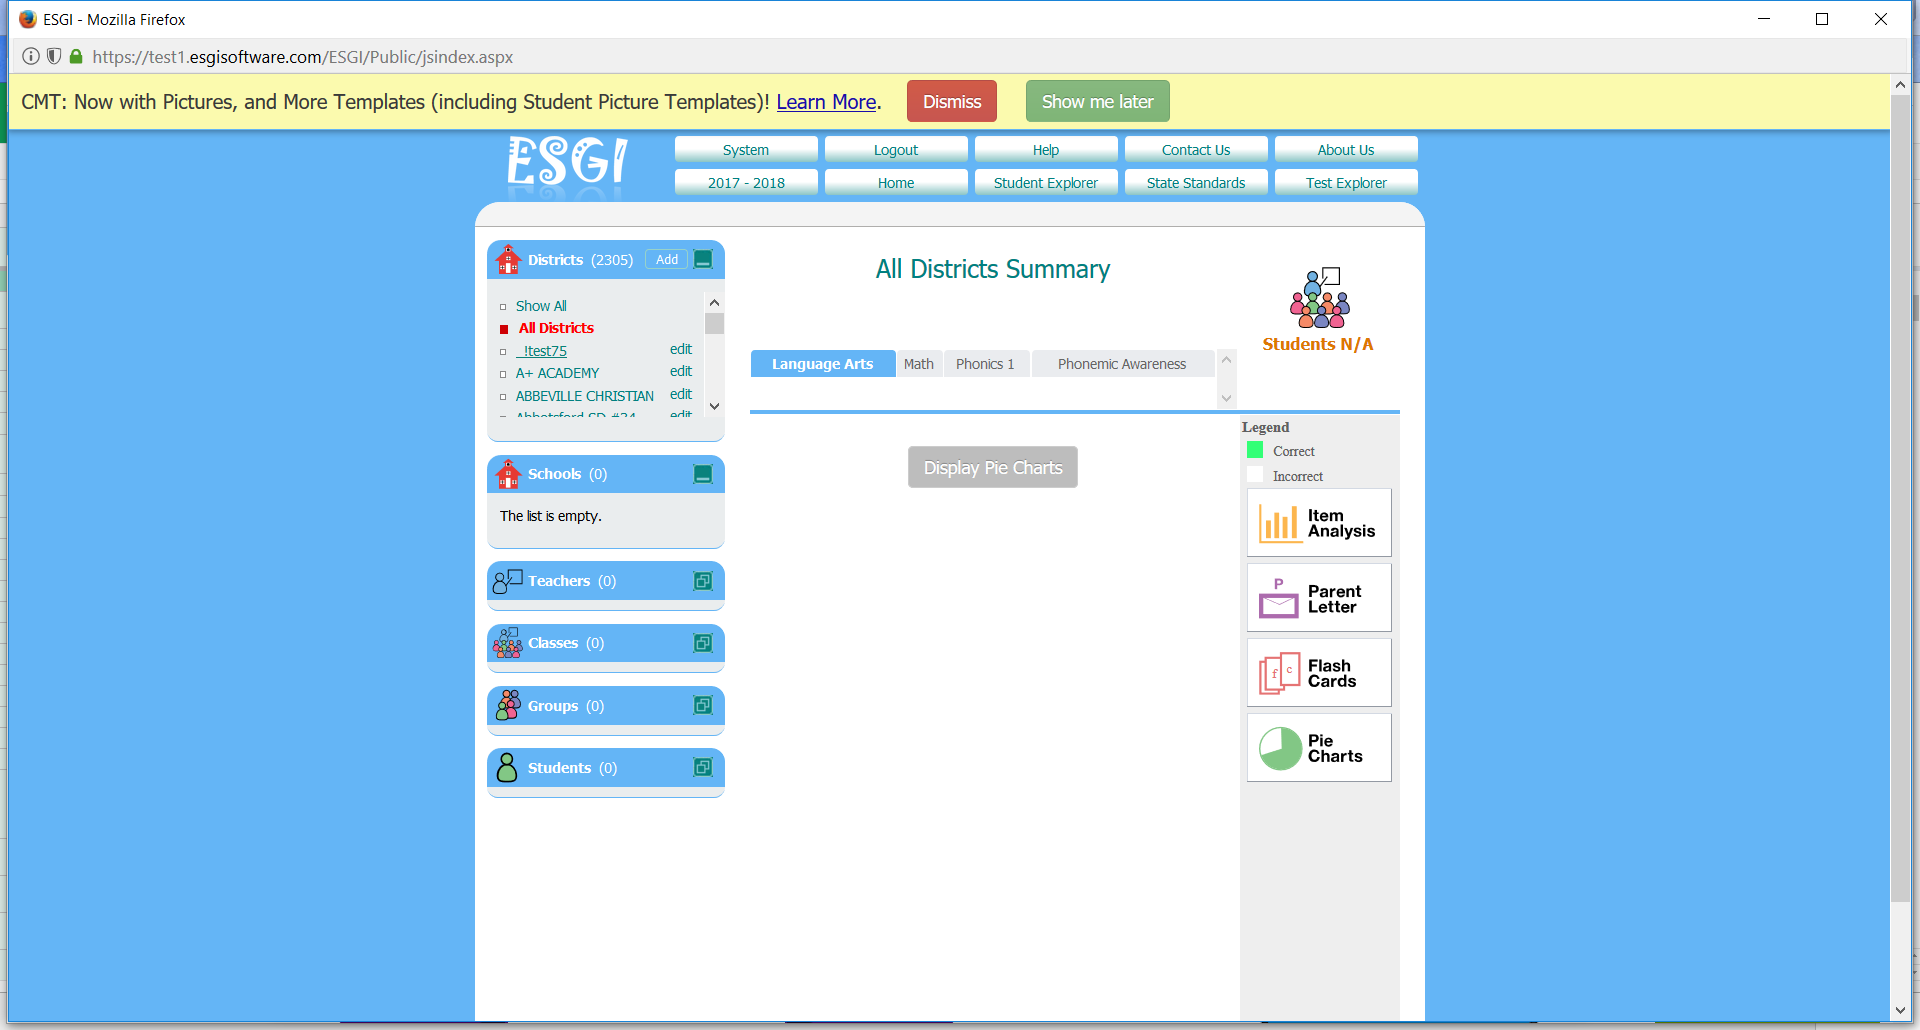 ESGI - Mozilla Firefox
https://test1.esgisoftware.com/ESGI/Public/jsindex.aspx
CMT: Now with Pictures, and More Templates (including Student Picture Templates)! Learn More. Dismiss Show me later
ESGI
System Logout Help Contact Us About Us
2017 - 2018 Home Student Explorer State Standards Test Explorer
Districts (2305) Add
Show All
All Districts
_!test75 edit
A+ ACADEMY edit
ABBEVILLE CHRISTIAN edit
Abbotsford SD #34 edit
Schools (0)
The list is empty.
Teachers (0)
Classes (0)
Groups (0)
Students (0)
All Districts Summary
Students N/A
Language Arts Math Phonics 1 Phonemic Awareness
Display Pie Charts
Legend
Correct
Incorrect
Item
Analysis
P
Parent
Letter
f c
Flash
Cards
Pie
Charts